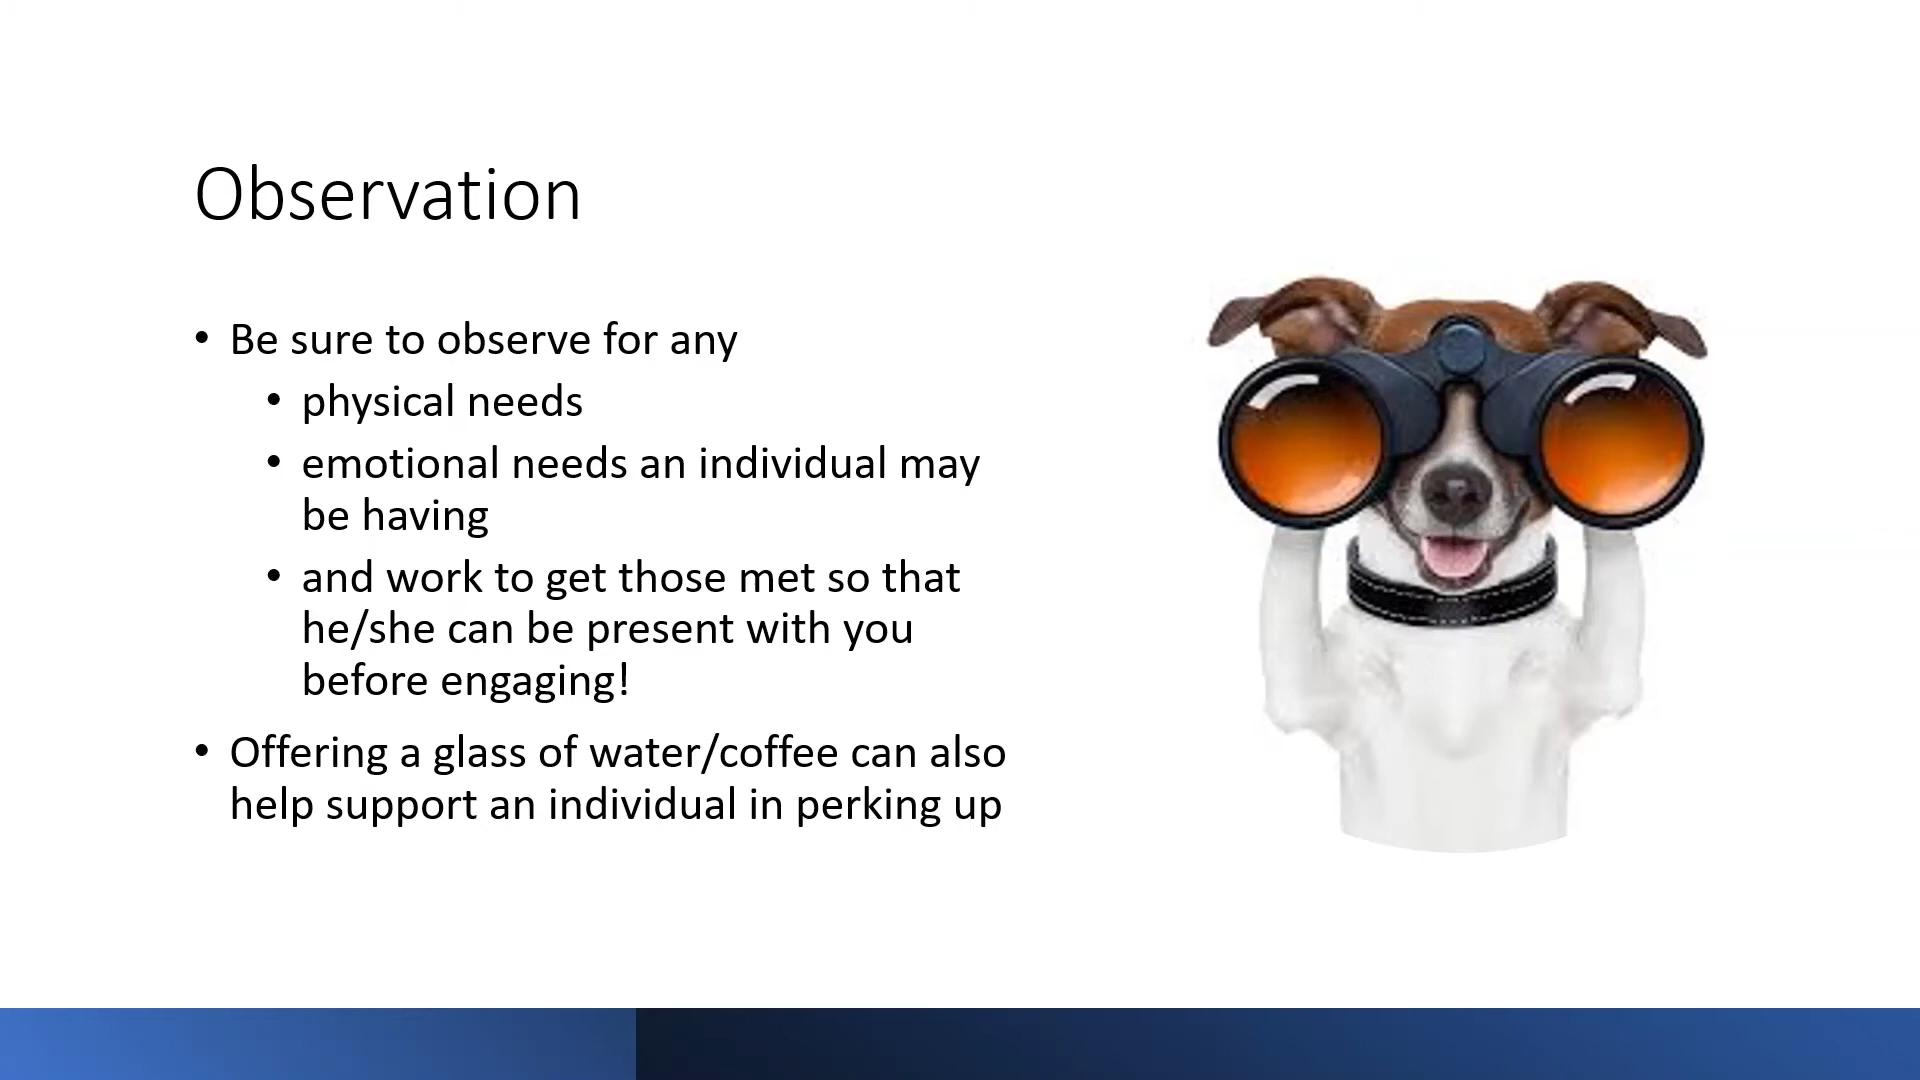 Observation
• Be sure to observe for any
• physical needs
• emotional needs an individual may
be having
• and work to get those met so that
he/she can be present with you
before engaging!
• Offering a glass of water/coffee can also
help support an individual in perking up